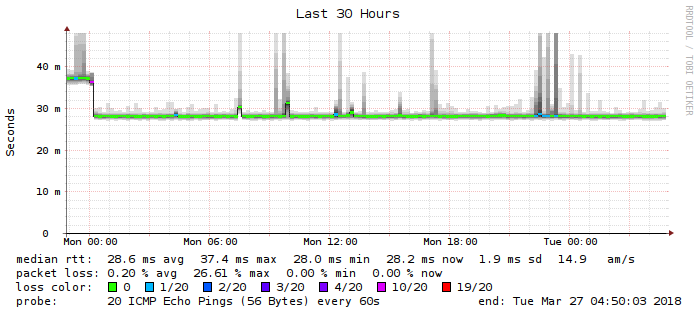 Last 30 Hours
RRDTOOL / TOBI OETIKER
Seconds
40 m
30 m
20 m
10 m
0
Mon 00:00 Mon 06:00 Mon 12:00 Mon 18:00 Tue 00:00
median rtt: 28.6 ms avg 37.4 ms max 28.0 ms min 28.2 ms now 1.9 ms sd 14.9 am/s
packet loss: 0.20 % avg 26.61 % max 0.00 % min 0.00 % now
loss color: 0 1/20 2/20 3/20 4/20 10/20 19/20
probe: 20 ICMP Echo Pings (56 Bytes) every 60s end: Tue Mar 27 04:50:03 2018